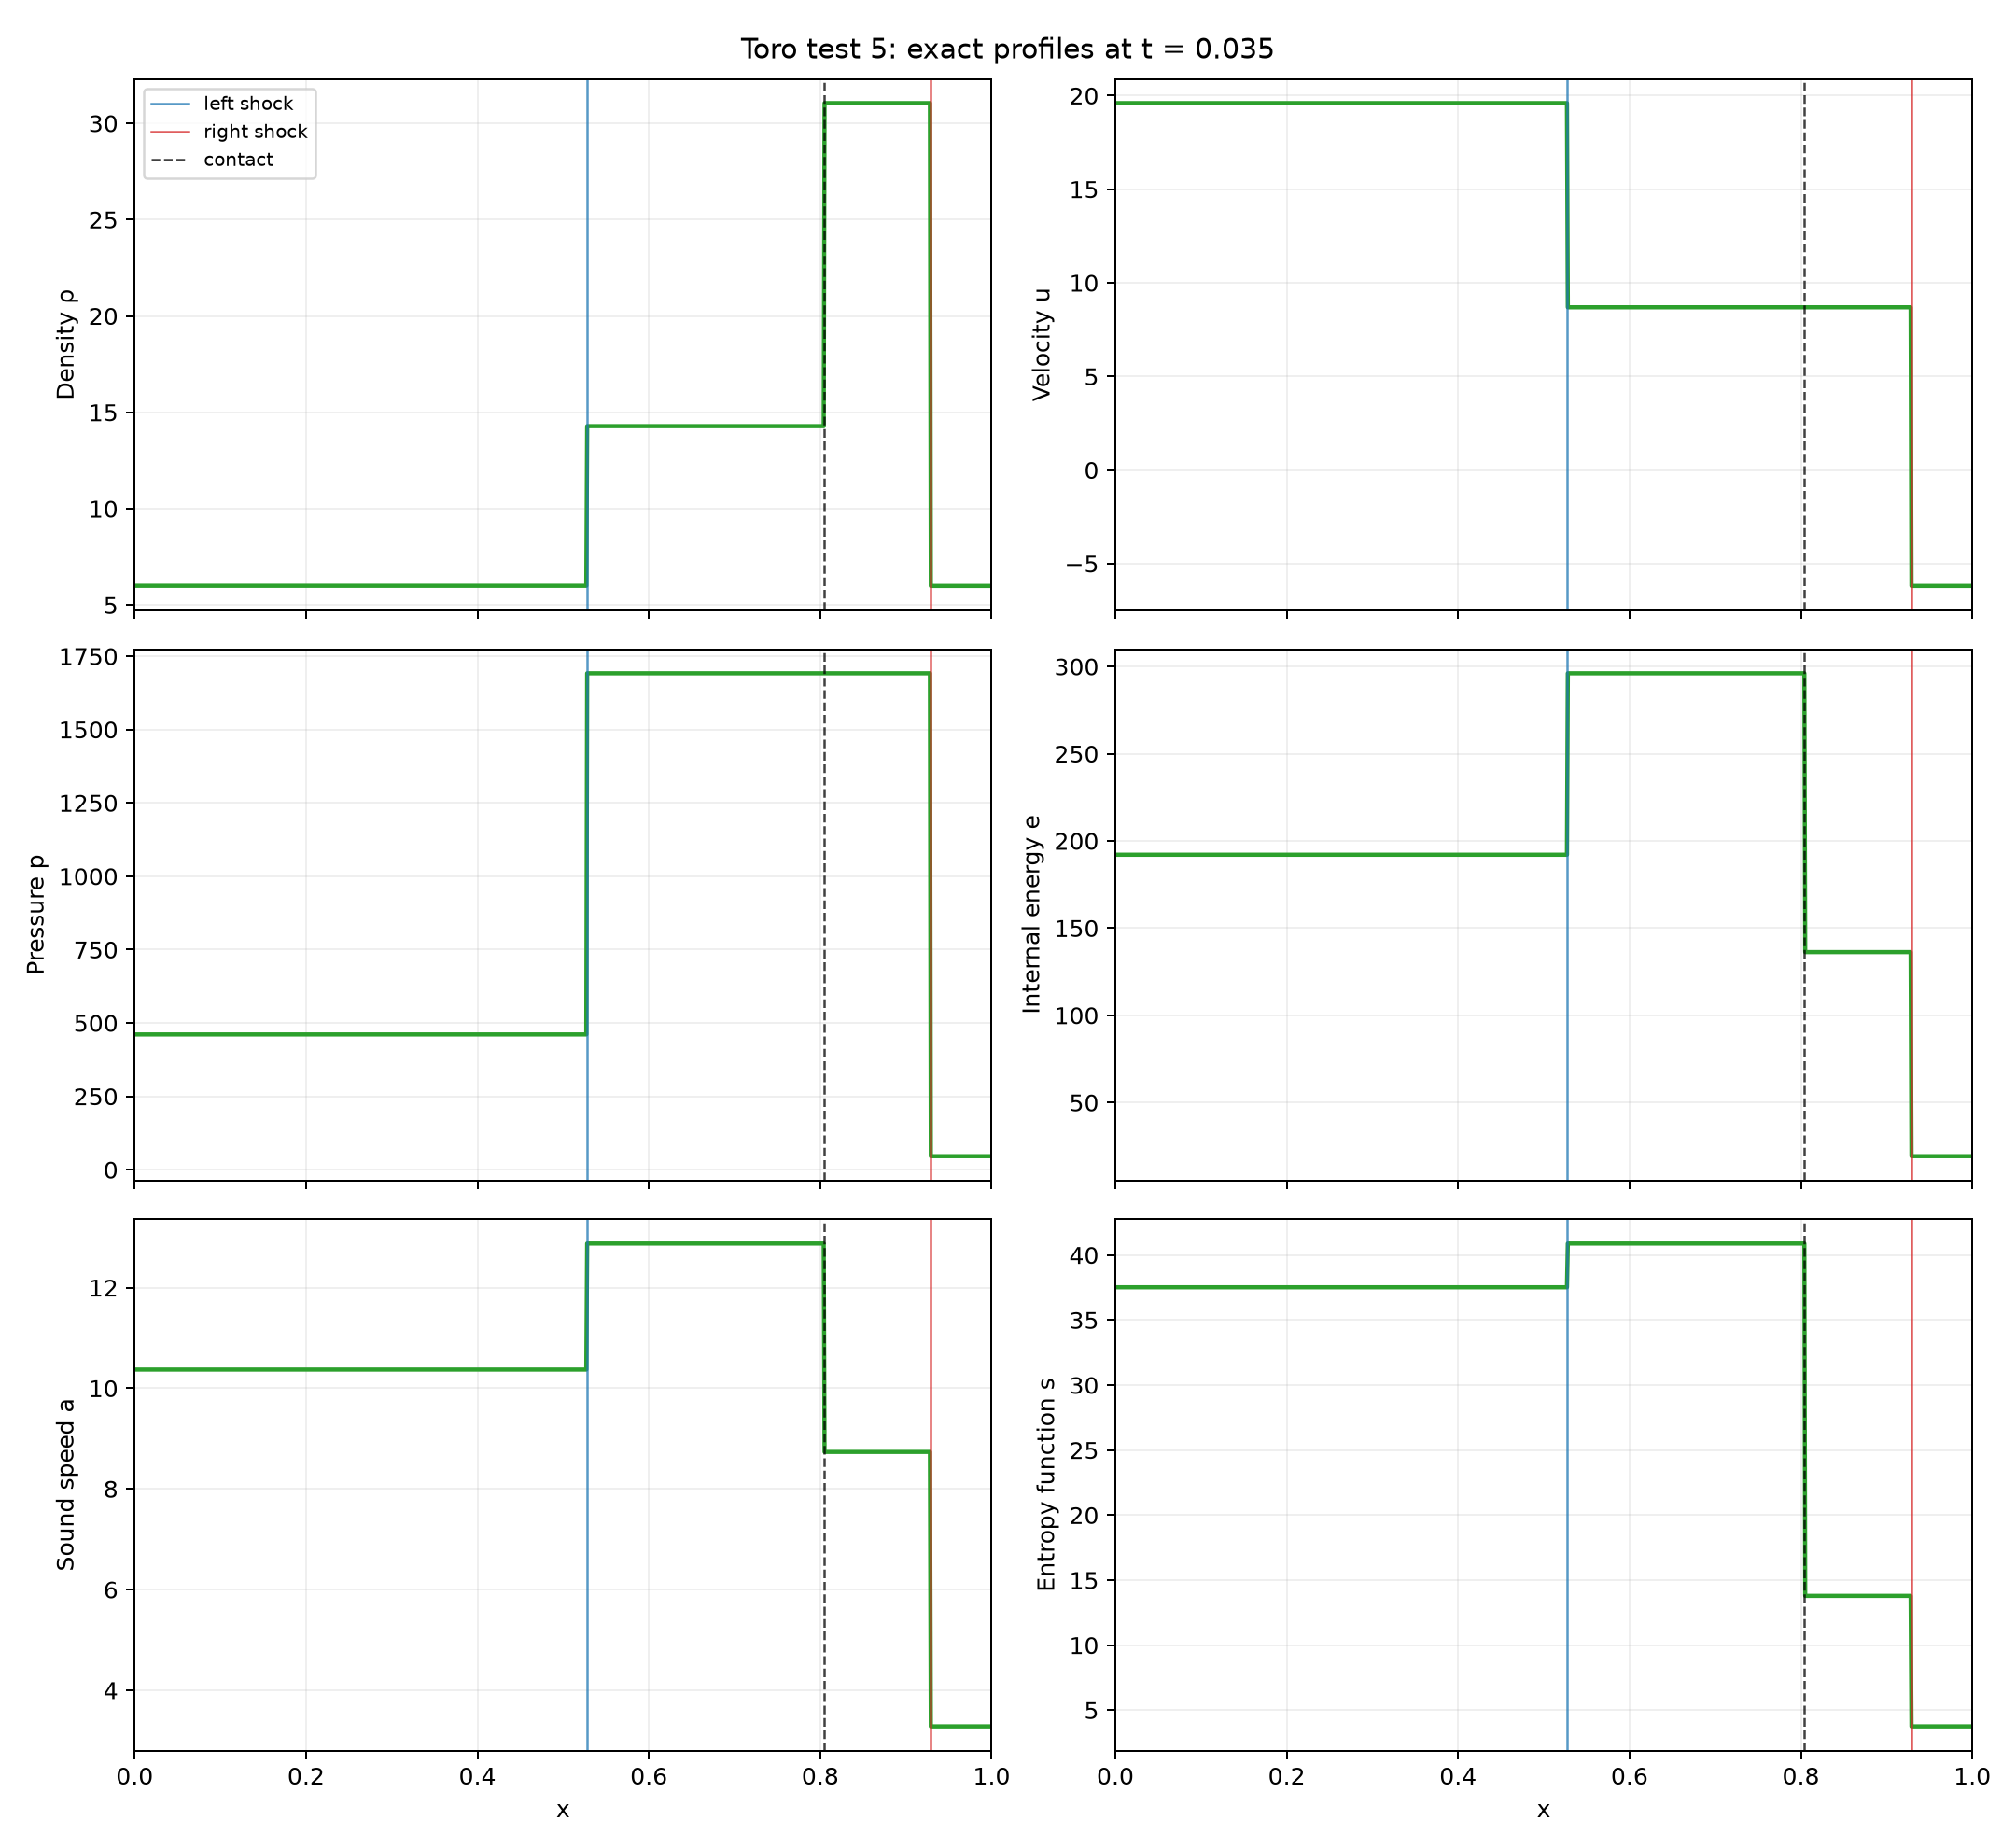 Toro test 5: exact profiles at t = 0.035
left shock
right shock
contact
Density ρ
30
25
20
15
10
5
Velocity u
20
15
10
5
0
−5
Pressure p
1750
1500
1250
1000
750
500
250
0
Internal energy e
300
250
200
150
100
50
Sound speed a
12
10
8
6
4
0.0 0.2 0.4 0.6 0.8 1.0
x
Entropy function s
40
35
30
25
20
15
10
5
0.0 0.2 0.4 0.6 0.8 1.0
x